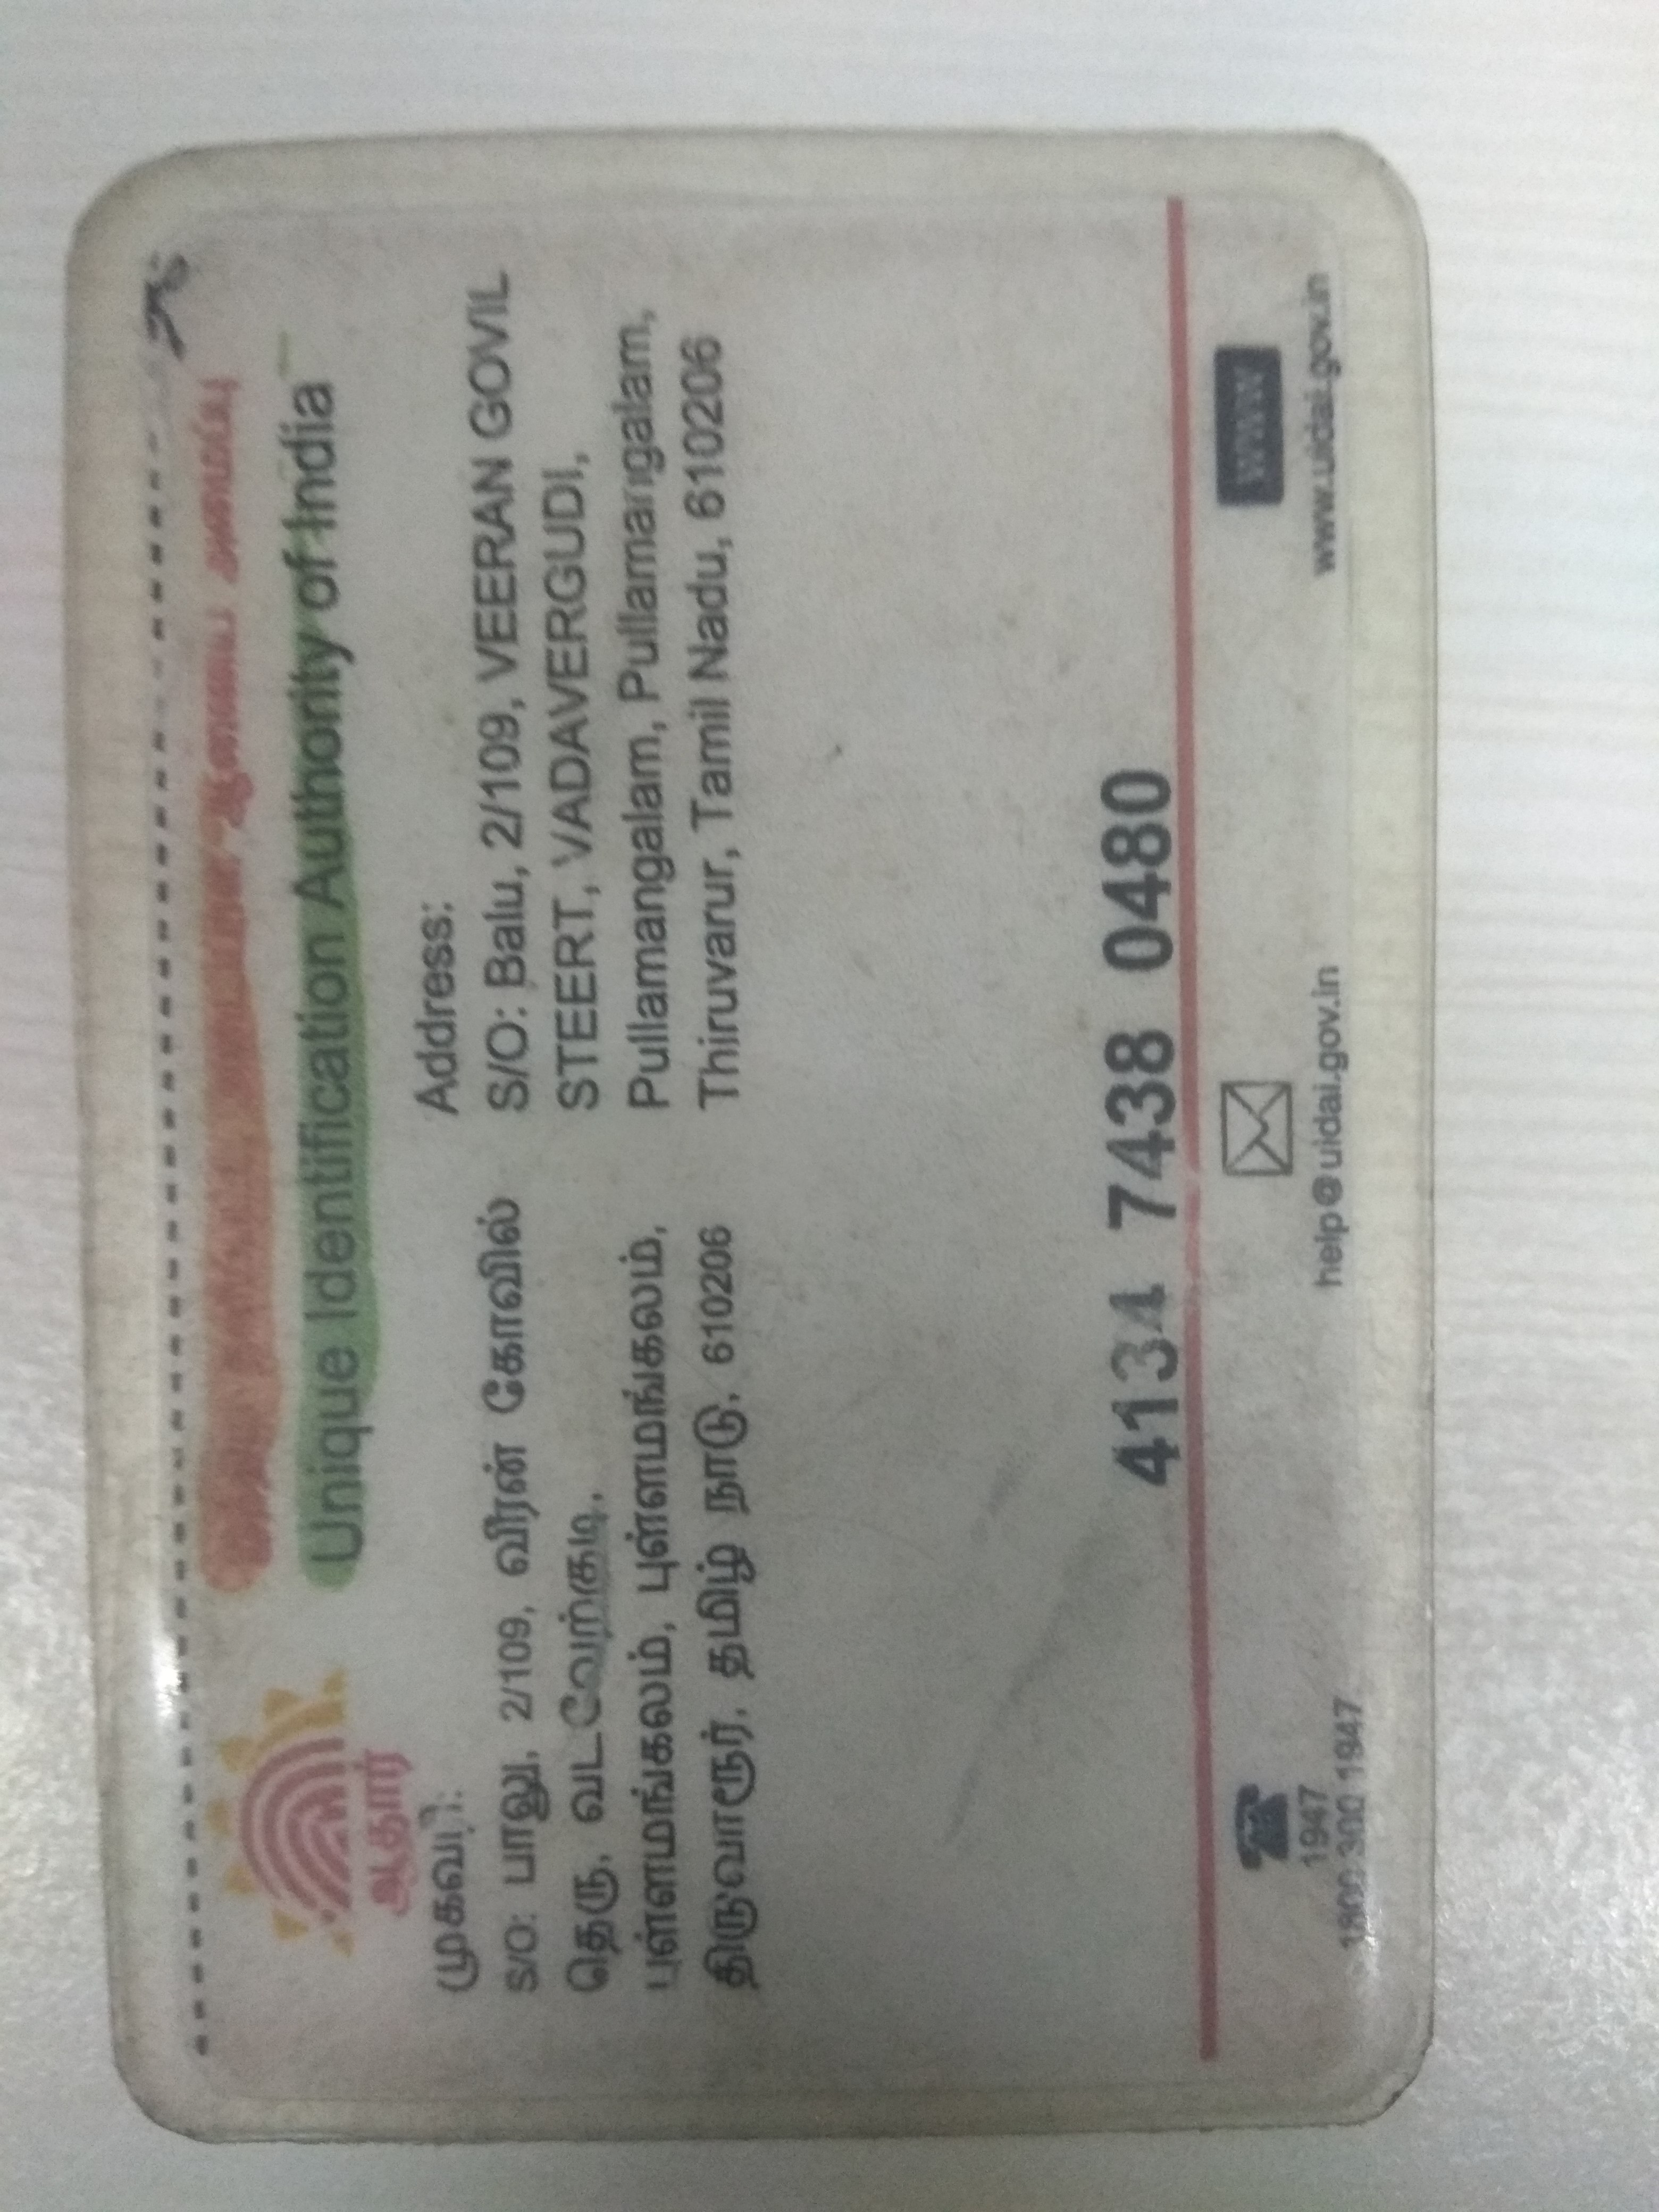 ஆதார்
Unique Identification Authority of India
முகவரி:
S/O: பாலு, 2/109, வீரன் கோவில்
தெரு, வடவேற்குடி,
புள்ளமங்கலம், புள்ளமங்கலம்,
திருவாரூர், தமிழ் நாடு, 610206
Address:
S/O: Balu, 2/109, VEERAN GOVIL
STEERT, VADAVERGUDI,
Pullamangalam, Pullamangalam,
Thiruvarur, Tamil Nadu, 610206
4134 7438 0480
1947
1800 300 1947
help@uidai.gov.in
WWW
www.uidai.gov.in